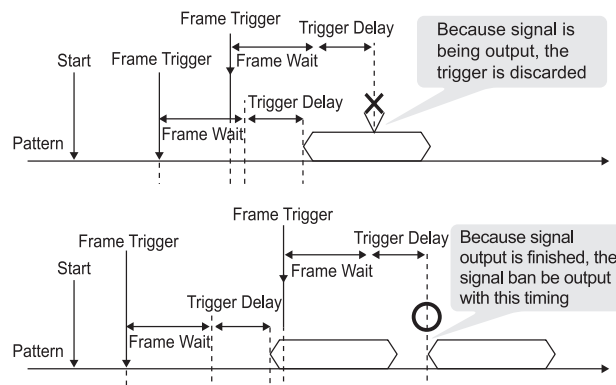 Frame Trigger
Trigger Delay
Frame Wait
Because signal is
being output, the
trigger is discarded
Start
Frame Trigger
Trigger Delay
Frame Wait
Pattern
Frame Trigger
Trigger Delay
Frame Wait
Because signal
output is finished, the
signal ban be output
with this timing
Frame Trigger
Start
Trigger Delay
Frame Wait
Pattern